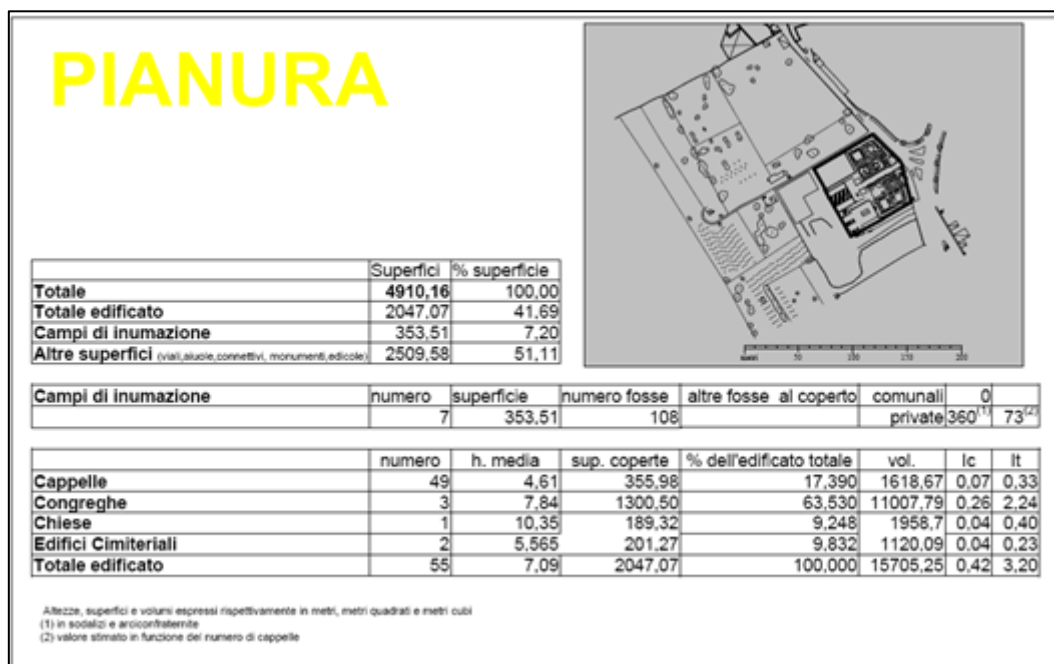 PIANURA
Superfici % superficie
Totale 4910,16 100,00
Totale edificato 2047,07 41,69
Campi di inumazione 353,51 7,20
Altre superfici (viali,aiuole,connettivi, monumenti,edicole) 2509,58 51,11
metri 70 100 150 200
Campi di inumazione numero superficie numero fosse altre fosse al coperto comunali 0
7 353,51 108 private 360(1) 73(2)
numero h. media sup. coperte % dell'edificato totale vol. Ic It
Cappelle 49 4,61 355,98 17,390 1618,67 0,07 0,33
Congreghe 3 7,84 1300,50 63,530 11007,79 0,26 2,24
Chiese 1 10,35 189,32 9,248 1958,7 0,04 0,40
Edifici Cimiteriali 2 5,565 201,27 9,832 1120,09 0,04 0,23
Totale edificato 55 7,09 2047,07 100,000 15705,25 0,42 3,20
Altezze, superfici e volumi espressi rispettivamente in metri, metri quadrati e metri cubi
(1) in sodalizi e arciconfraternite
(2) valore stimato in funzione del numero di cappelle